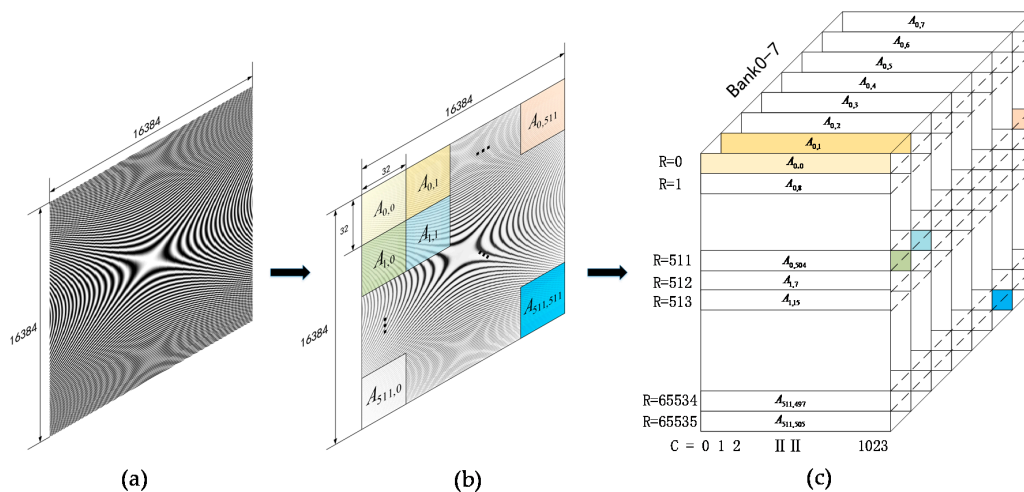 16384
16384
(a)
16384
32
32
16384
A0,0
A0,1
A0,511
A1,0
A1,1
A511,511
A511,0
(b)
Bank0-7
A0,7
A0,6
A0,5
A0,4
A0,3
A0,2
A0,1
R=0 A0,0
R=1 A0,8
R=511 A0,504
R=512 A1,7
R=513 A1,15
R=65534 A511,497
R=65535 A511,505
C = 0 1 2 II II 1023
(c)